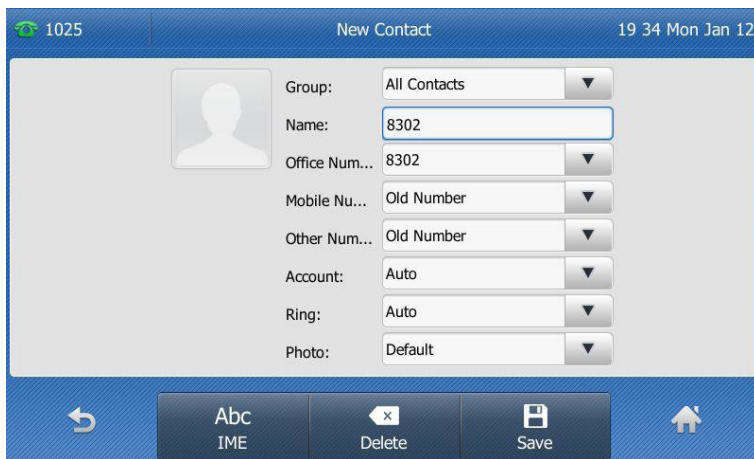 1025 New Contact 19 34 Mon Jan 12
Group: All Contacts
Name: 8302
Office Num... 8302
Mobile Nu... Old Number
Other Num... Old Number
Account: Auto
Ring: Auto
Photo: Default
Abc
IME Delete Save